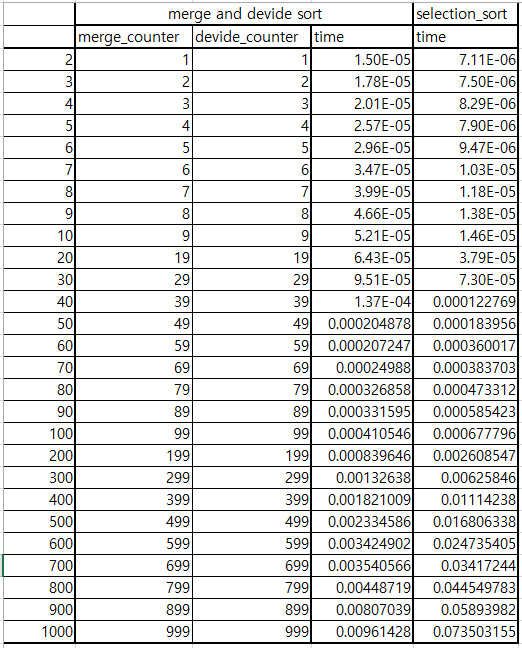 merge and devide sort selection_sort
merge_counter devide_counter time time
2 1 1 1.50E-05 7.11E-06
3 2 2 1.78E-05 7.50E-06
4 3 3 2.01E-05 8.29E-06
5 4 4 2.57E-05 7.90E-06
6 5 5 2.96E-05 9.47E-06
7 6 6 3.47E-05 1.03E-05
8 7 7 3.99E-05 1.18E-05
9 8 8 4.66E-05 1.38E-05
10 9 9 5.21E-05 1.46E-05
20 19 19 6.43E-05 3.79E-05
30 29 29 9.51E-05 7.30E-05
40 39 39 1.37E-04 0.000122769
50 49 49 0.000204878 0.000183956
60 59 59 0.000207247 0.000360017
70 69 69 0.00024988 0.000383703
80 79 79 0.000326858 0.000473312
90 89 89 0.000331595 0.000585423
100 99 99 0.000410546 0.000677796
200 199 199 0.000839646 0.002608547
300 299 299 0.00132638 0.00625846
400 399 399 0.001821009 0.01114238
500 499 499 0.002334586 0.016806338
600 599 599 0.003424902 0.024735405
700 699 699 0.003540566 0.03417244
800 799 799 0.00448719 0.044549783
900 899 899 0.00807039 0.05893982
1000 999 999 0.00961428 0.073503155